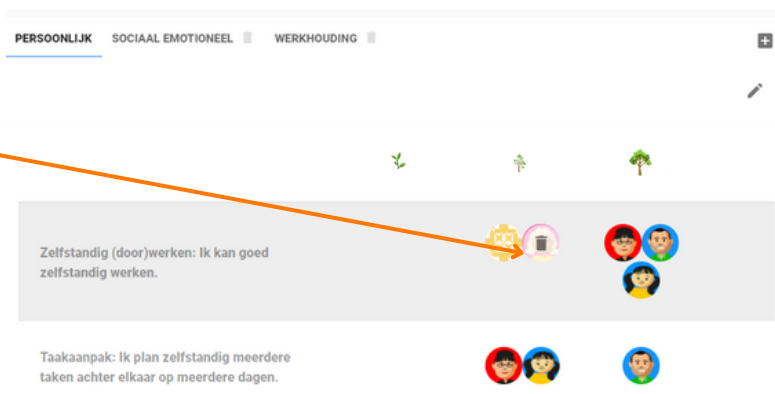 PERSOONLIJK SOCIAAL EMOTIONEEL WERKHOUDING
Zelfstandig (door)werken: Ik kan goed
zelfstandig werken.
Taakaanpak: Ik plan zelfstandig meerdere
taken achter elkaar op meerdere dagen.